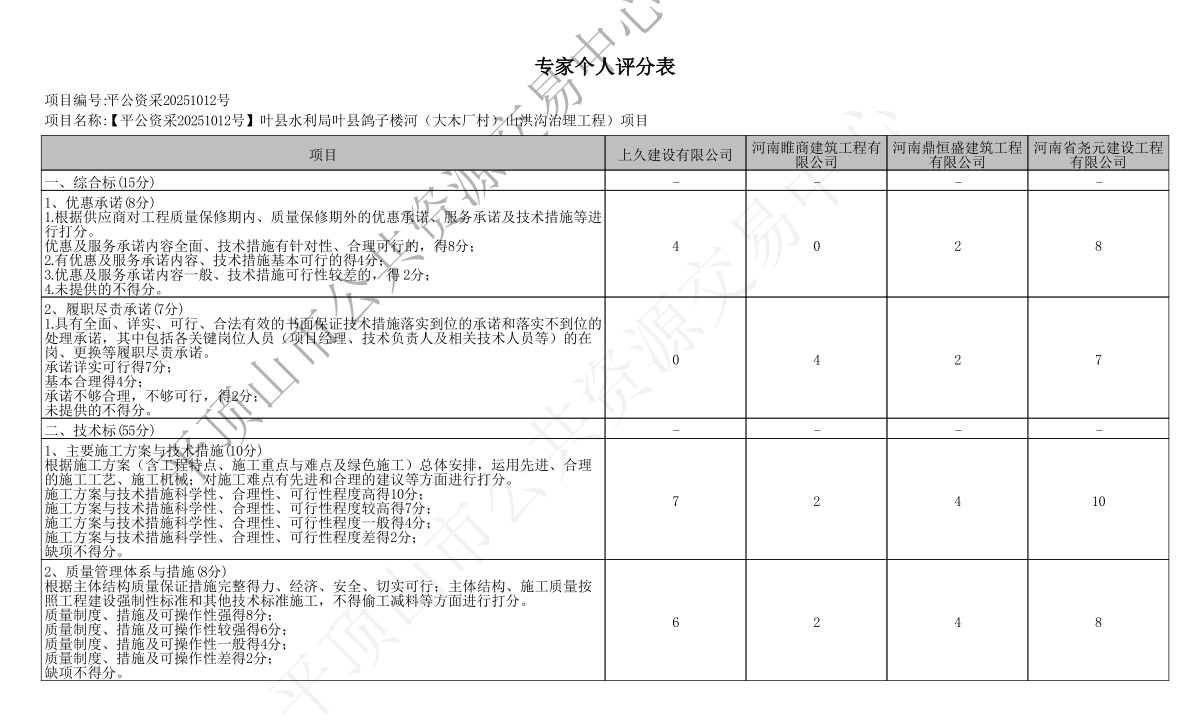 专家个人评分表
项目编号:平公资采20251012号
项目名称:【平公资采20251012号】叶县水利局叶县鸽子楼河（大木厂村）山洪沟治理工程）项目
项目 上久建设有限公司 河南睢商建筑工程有限公司 河南鼎恒盛建筑工程有限公司 河南省尧元建设工程有限公司
一、综合标(15分) - - - -
1、优惠承诺(8分)
1.根据供应商对工程质量保修期内、质量保修期外的优惠承诺、服务承诺及技术措施等进
行打分。
优惠及服务承诺内容全面、技术措施有针对性、合理可行的，得8分；
2.有优惠及服务承诺内容、技术措施基本可行的得4分；
3.优惠及服务承诺内容一般、技术措施可行性较差的，得 2分；
4.未提供的不得分。
4 0 2 8
2、履职尽责承诺(7分)
1.具有全面、详实、可行、合法有效的书面保证技术措施落实到位的承诺和落实不到位的
处理承诺，其中包括各关键岗位人员（项目经理、技术负责人及相关技术人员等）的在
岗、更换等履职尽责承诺。
承诺详实可行得7分；
基本合理得4分；
承诺不够合理，不够可行，得2分；
未提供的不得分。
0 4 2 7
二、技术标(55分) - - - -
1、主要施工方案与技术措施(10分)
根据施工方案（含工程特点、施工重点与难点及绿色施工）总体安排，运用先进、合理
的施工工艺、施工机械；对施工难点有先进和合理的建议等方面进行打分。
施工方案与技术措施科学性、合理性、可行性程度高得10分；
施工方案与技术措施科学性、合理性、可行性程度较高得7分；
施工方案与技术措施科学性、合理性、可行性程度一般得4分；
施工方案与技术措施科学性、合理性、可行性程度差得2分；
缺项不得分。
7 2 4 10
2、质量管理体系与措施(8分)
根据主体结构质量保证措施完整得力、经济、安全、切实可行；主体结构、施工质量按
照工程建设强制性标准和其他技术标准施工，不得偷工减料等方面进行打分。
质量制度、措施及可操作性强得8分；
质量制度、措施及可操作性较强得6分；
质量制度、措施及可操作性一般得4分；
质量制度、措施及可操作性差得2分；
缺项不得分。
6 2 4 8
平顶山市公共资源交易中心
平顶山市公共资源交易中心